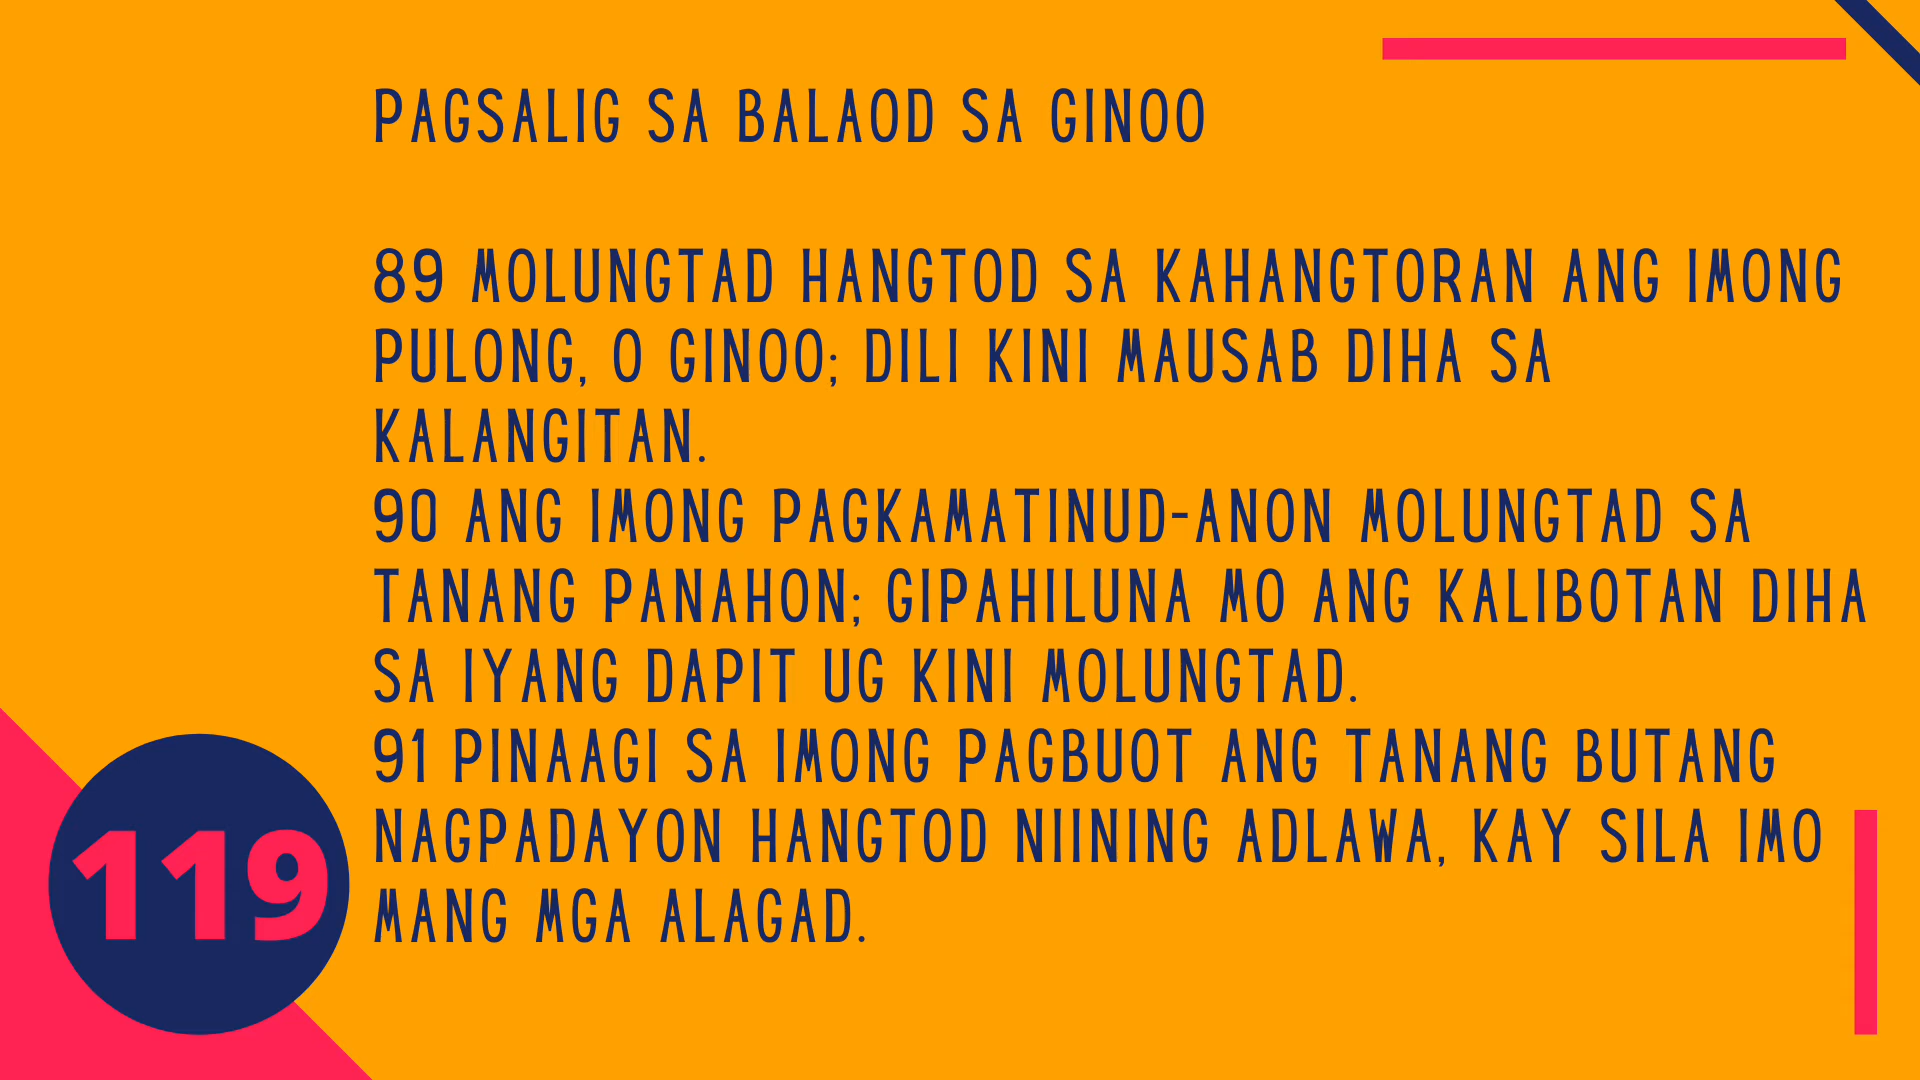 PAGSALIG SA BALAOD SA GINOO
89 MOLUNGTAD HANGTOD SA KAHANGTORAN ANG IMONG
PULONG, O GINOO; DILI KINI MAUSAB DIHA SA
KALANGITAN.
90 ANG IMONG PAGKAMATINUD-ANON MOLUNGTAD SA
TANANG PANAHON; GIPAHILUNA MO ANG KALIBOTAN DIHA
SA IYANG DAPIT UG KINI MOLUNGTAD.
91 PINAAGI SA IMONG PAGBUOT ANG TANANG BUTANG
NAGPADAYON HANGTOD NIINING ADLAWA, KAY SILA IMO
MANG MGA ALAGAD.
119